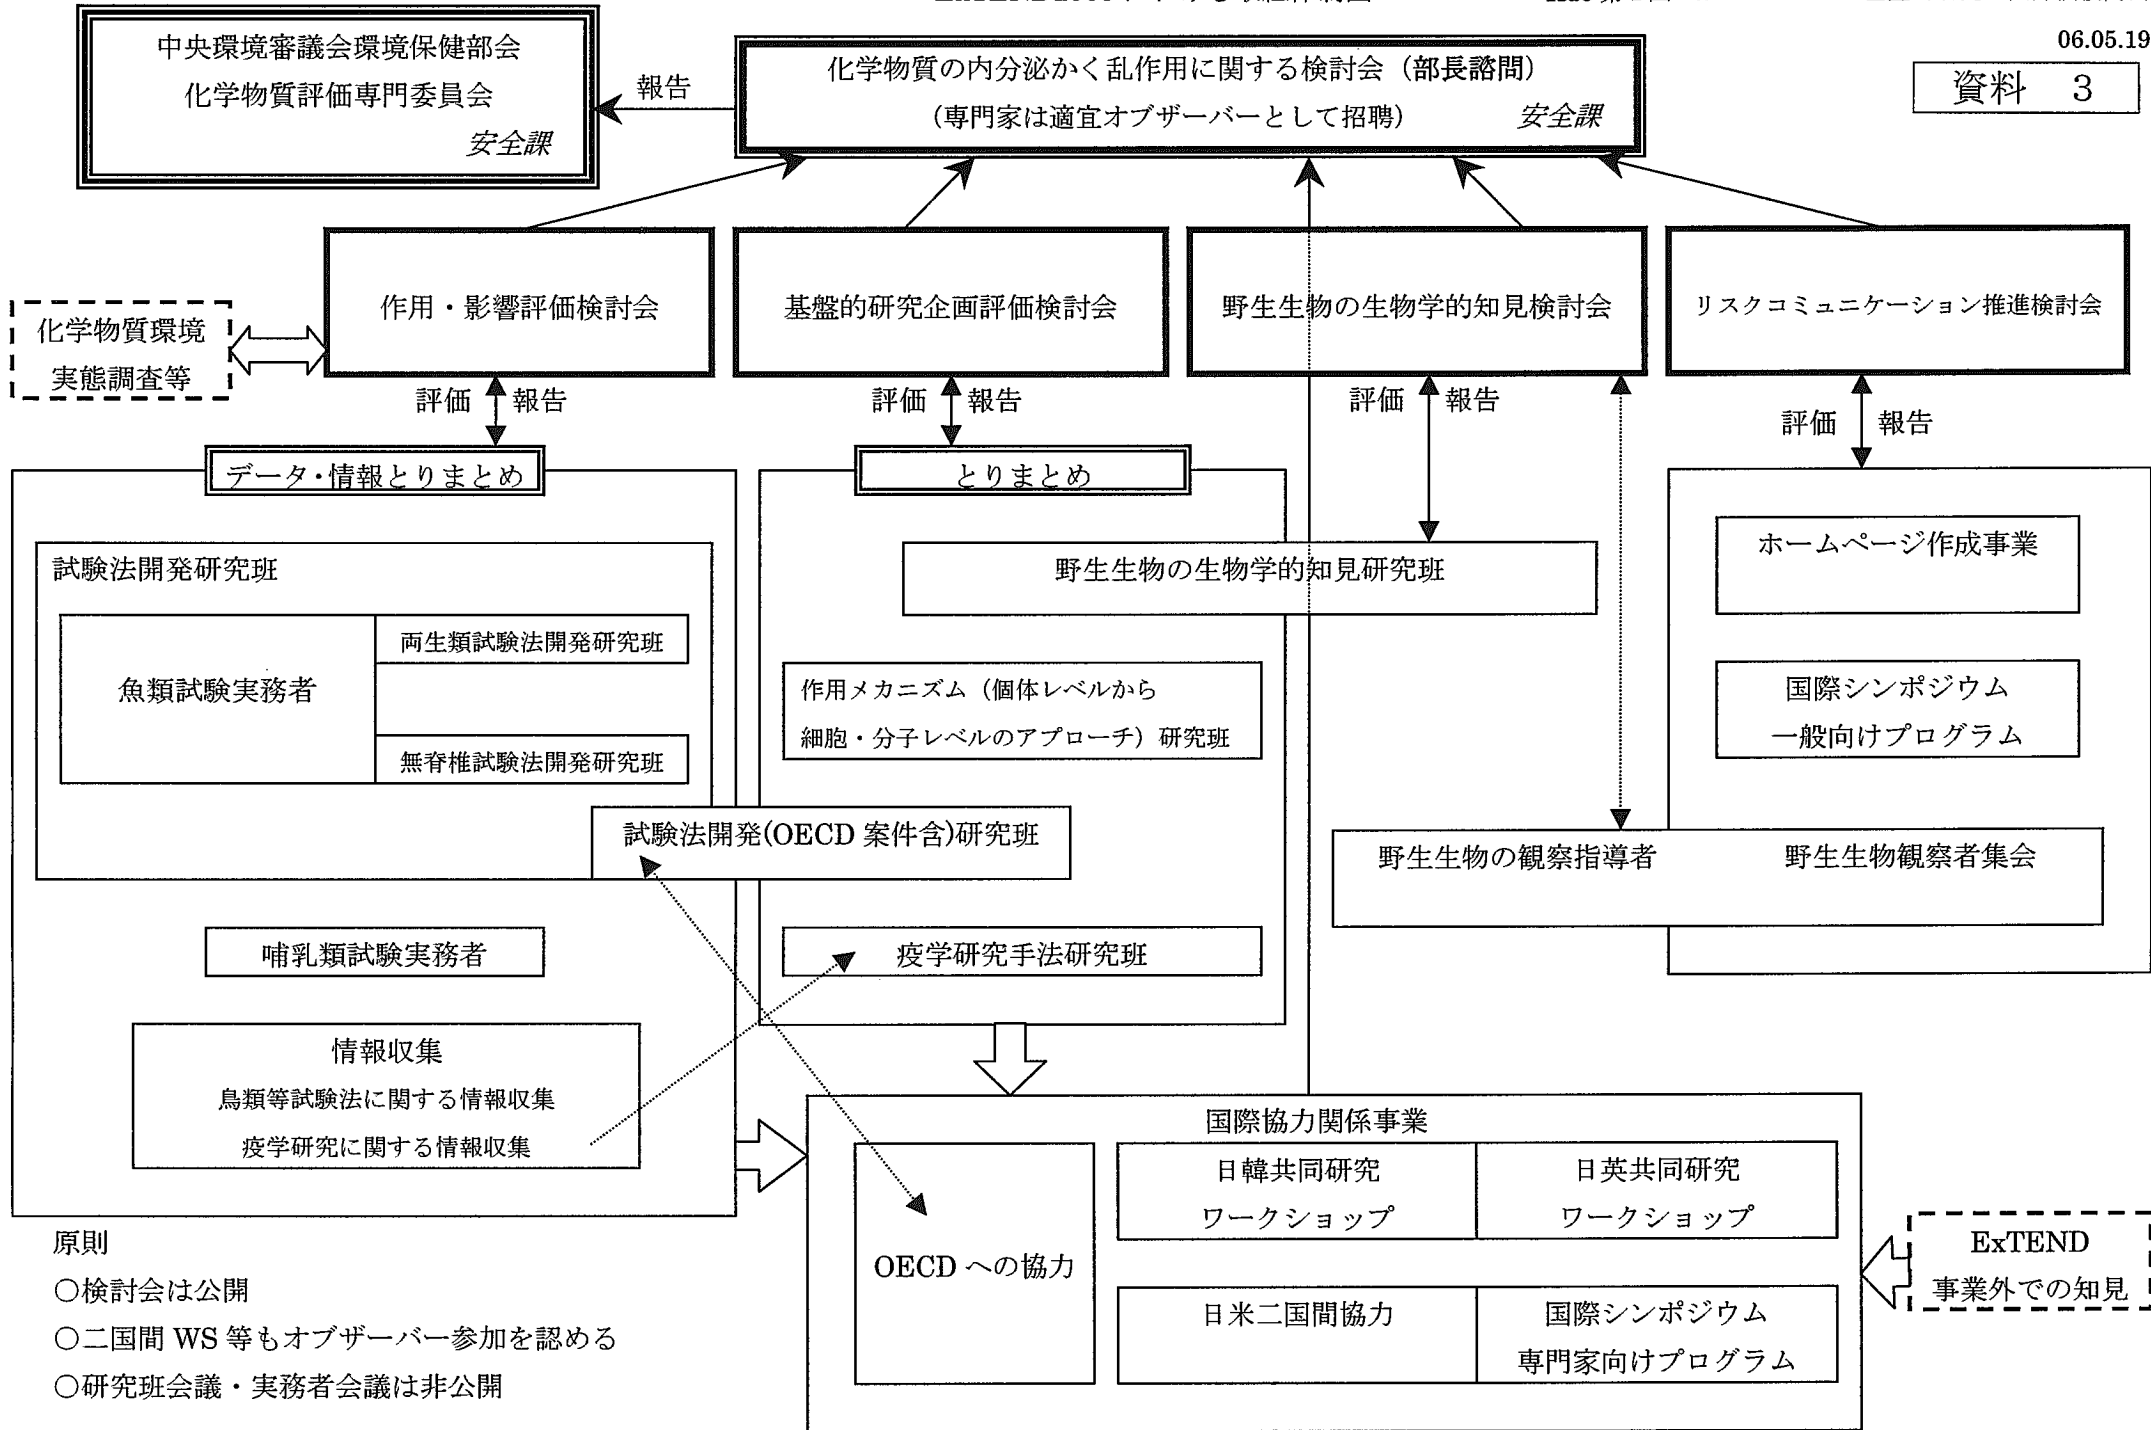 06.05.19
資料 3
中央環境審議会環境保健部会
化学物質評価専門委員会
安全課
報告
化学物質の内分泌かく乱作用に関する検討会（部長諮問）
（専門家は適宜オブザーバーとして招聘） 安全課
化学物質環境
実態調査等
作用・影響評価検討会
基盤的研究企画評価検討会
野生生物の生物学的知見検討会
リスクコミュニケーション推進検討会
評価 報告
評価 報告
評価 報告
評価 報告
データ・情報とりまとめ
試験法開発研究班
魚類試験実務者
両生類試験法開発研究班
無脊椎試験法開発研究班
試験法開発(OECD 案件含)研究班
哺乳類試験実務者
情報収集
鳥類等試験法に関する情報収集
疫学研究に関する情報収集
とりまとめ
野生生物の生物学的知見研究班
作用メカニズム（個体レベルから
細胞・分子レベルのアプローチ）研究班
疫学研究手法研究班
ホームページ作成事業
国際シンポジウム
一般向けプログラム
野生生物の観察指導者 野生生物観察者集会
国際協力関係事業
OECD への協力
日韓共同研究
ワークショップ
日英共同研究
ワークショップ
日米二国間協力
国際シンポジウム
専門家向けプログラム
ExTEND
事業外での知見
原則
○検討会は公開
○二国間 WS 等もオブザーバー参加を認める
○研究班会議・実務者会議は非公開